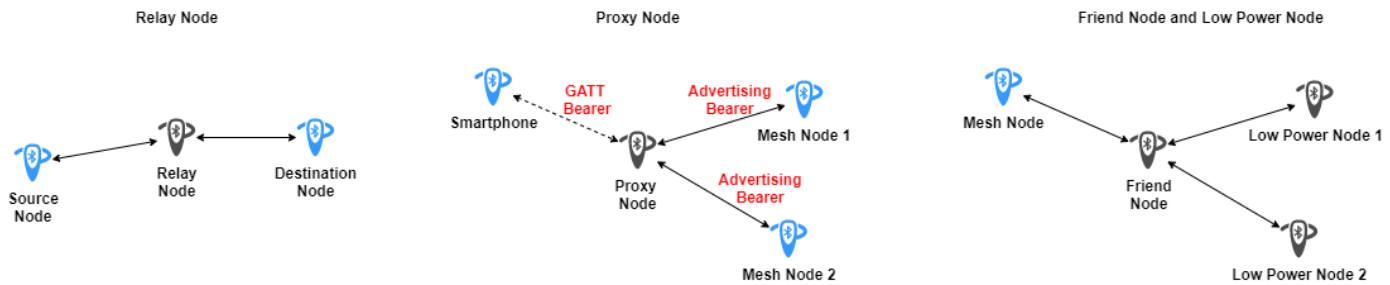 Relay Node
Source
Node
Relay
Node
Destination
Node
Proxy Node
Smartphone
GATT
Bearer
Proxy
Node
Advertising
Bearer
Mesh Node 1
Advertising
Bearer
Mesh Node 2
Friend Node and Low Power Node
Mesh Node
Friend
Node
Low Power Node 1
Low Power Node 2